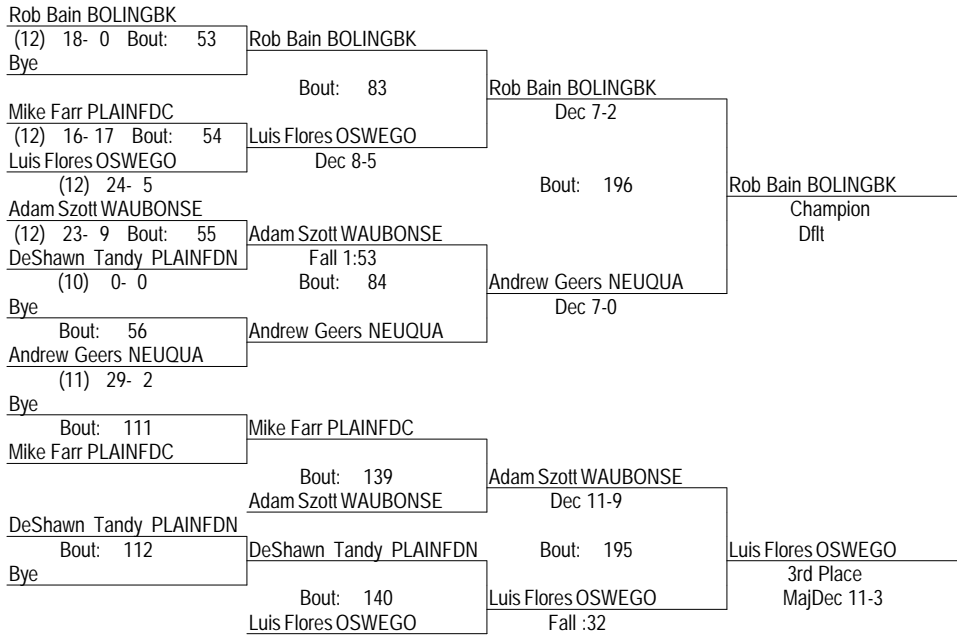 Rob Bain BOLINGBK
(12) 18- 0 Bout: 53 Rob Bain BOLINGBK
Bye
Bout: 83 Rob Bain BOLINGBK
Mike Farr PLAINFDC Dec 7-2
(12) 16- 17 Bout: 54 Luis Flores OSWEGO
Luis Flores OSWEGO Dec 8-5
(12) 24- 5 Bout: 196 Rob Bain BOLINGBK
Adam Szott WAUBONSE Champion
(12) 23- 9 Bout: 55 Adam Szott WAUBONSE Dflt
DeShawn Tandy PLAINFDN Fall 1:53
(10) 0- 0 Bout: 84 Andrew Geers NEUQUA
Bye Dec 7-0
Bout: 56 Andrew Geers NEUQUA
Andrew Geers NEUQUA
(11) 29- 2
Bye
Bout: 111 Mike Farr PLAINFDC
Mike Farr PLAINFDC
Bout: 139 Adam Szott WAUBONSE
Adam Szott WAUBONSE Dec 11-9
DeShawn Tandy PLAINFDN
Bout: 112 DeShawn Tandy PLAINFDN Bout: 195 Luis Flores OSWEGO
Bye 3rd Place
Bout: 140 Luis Flores OSWEGO MajDec 11-3
Luis Flores OSWEGO Fall :32